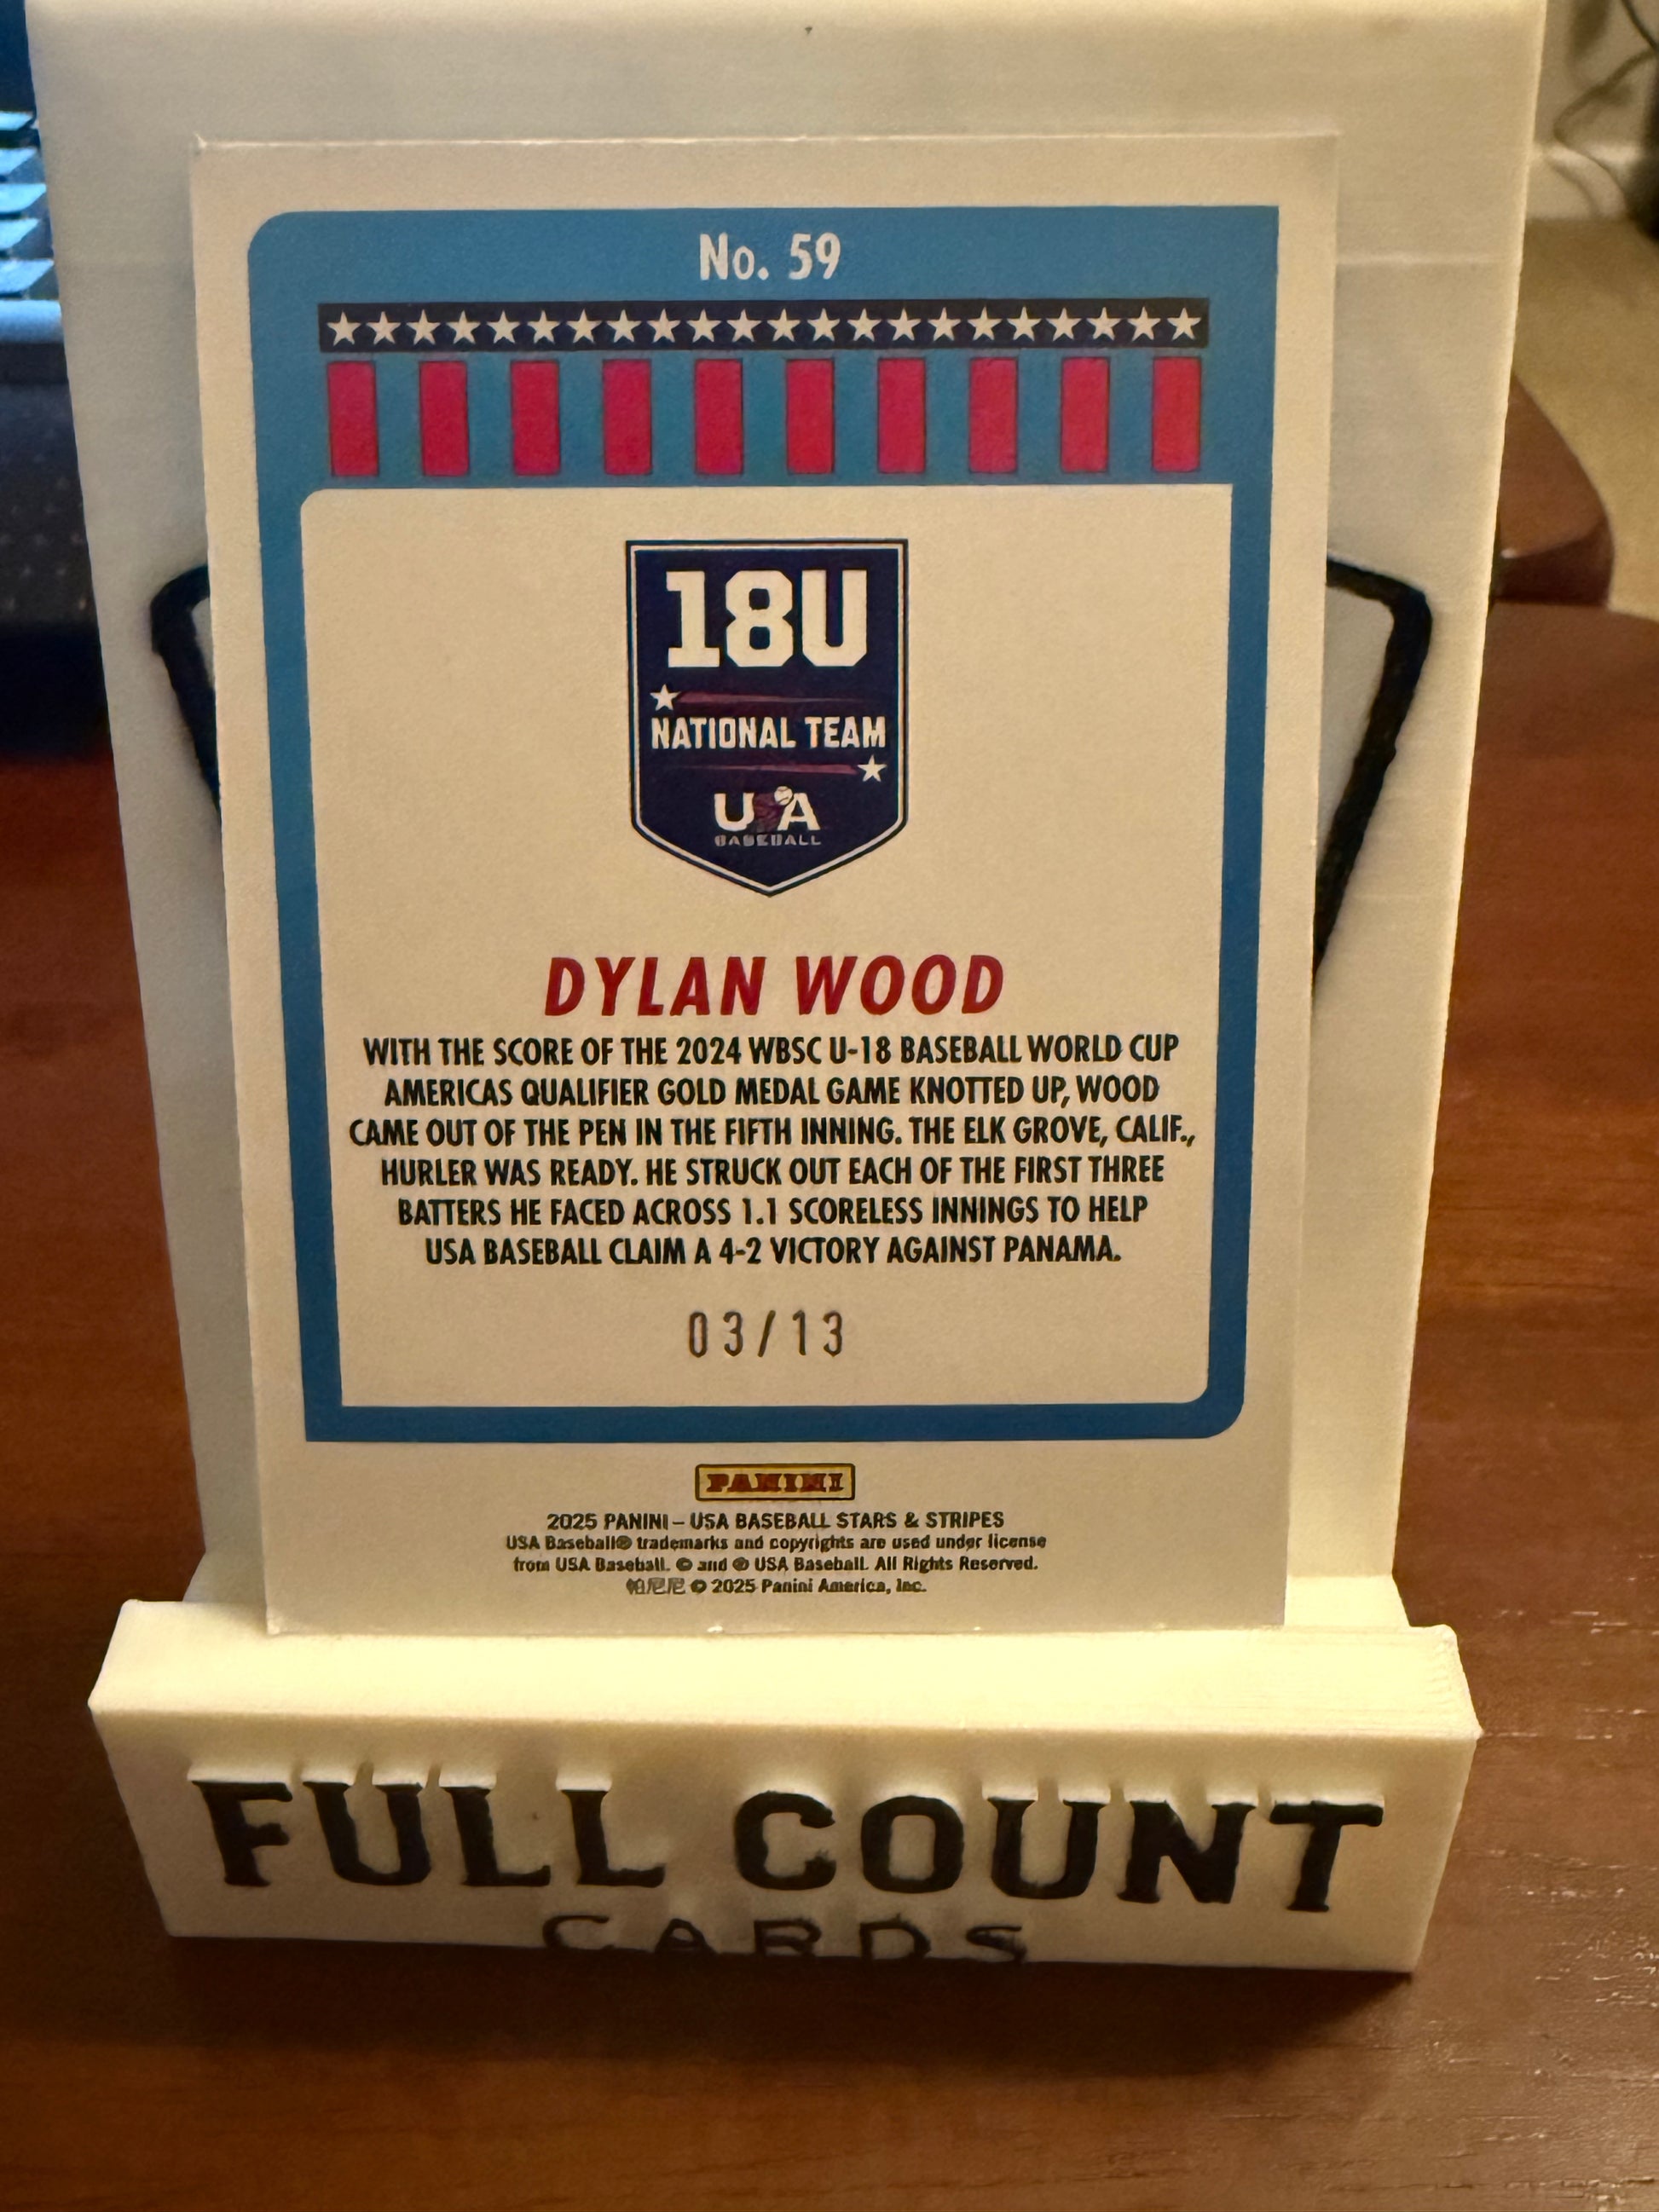 No. 59
18U
NATIONAL TEAM
USA
BASEBALL
DYLAN WOOD
WITH THE SCORE OF THE 2024 WBSC U-18 BASEBALL WORLD CUP
AMERICAS QUALIFIER GOLD MEDAL GAME KNOTTED UP, WOOD
CAME OUT OF THE PEN IN THE FIFTH INNING. THE ELK GROVE, CALIF.,
HURLER WAS READY. HE STRUCK OUT EACH OF THE FIRST THREE
BATTERS HE FACED ACROSS 1.1 SCORELESS INNINGS TO HELP
USA BASEBALL CLAIM A 4-2 VICTORY AGAINST PANAMA.
03/13
PANINI
2025 PANINI – USA BASEBALL STARS & STRIPES
USA Baseball® trademarks and copyrights are used under license
from USA Baseball. © and ® USA Baseball. All Rights Reserved.
帕尼尼 © 2025 Panini America, Inc.
FULL COUNT
CARDS